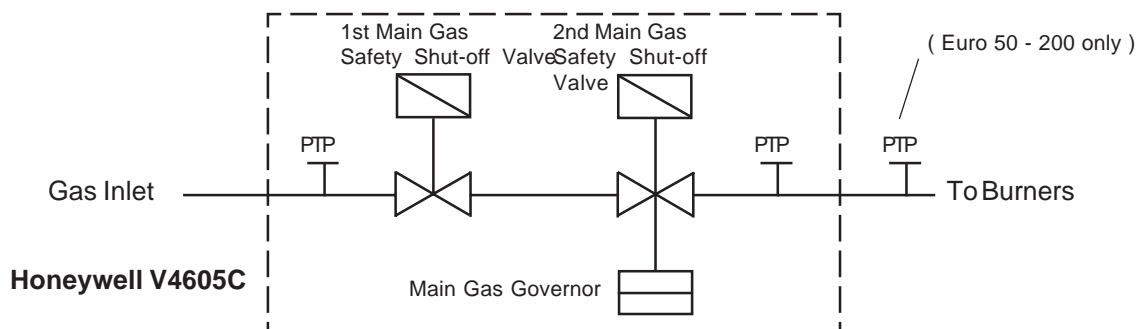 1st Main Gas
Safety Shut-off Valve
2nd Main Gas
Safety Shut-off
Valve
( Euro 50 - 200 only )
PTP
PTP
PTP
Gas Inlet
To Burners
Honeywell V4605C
Main Gas Governor